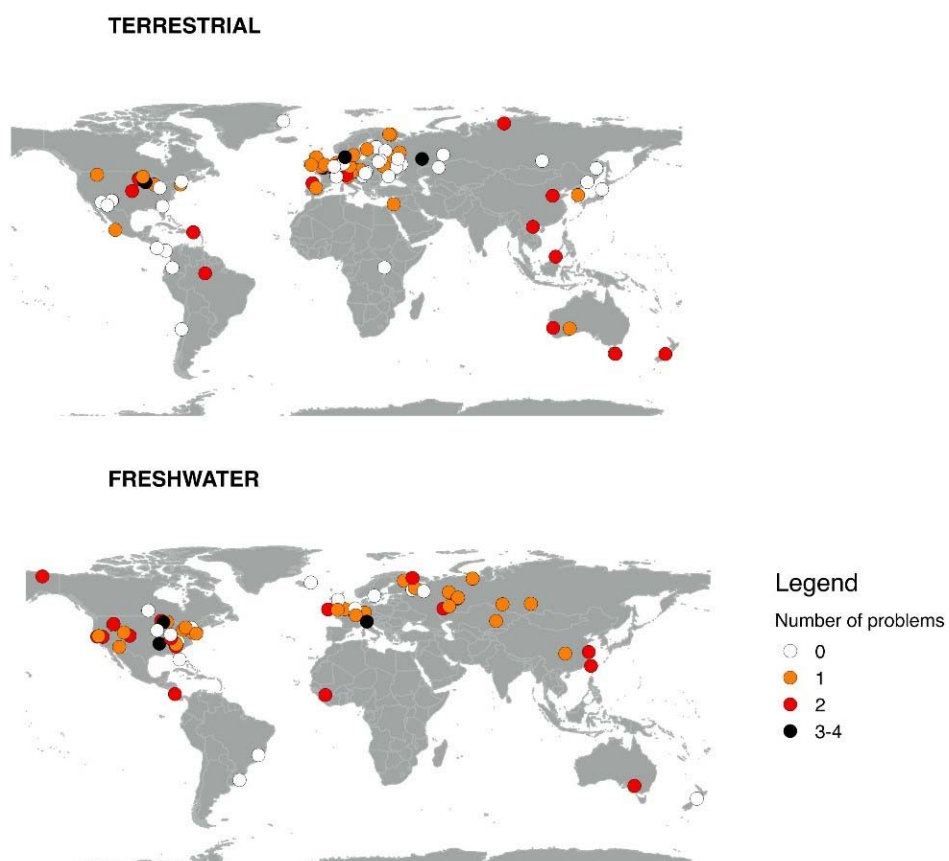 TERRESTRIAL
FRESHWATER
Legend
Number of problems
0
1
2
3-4